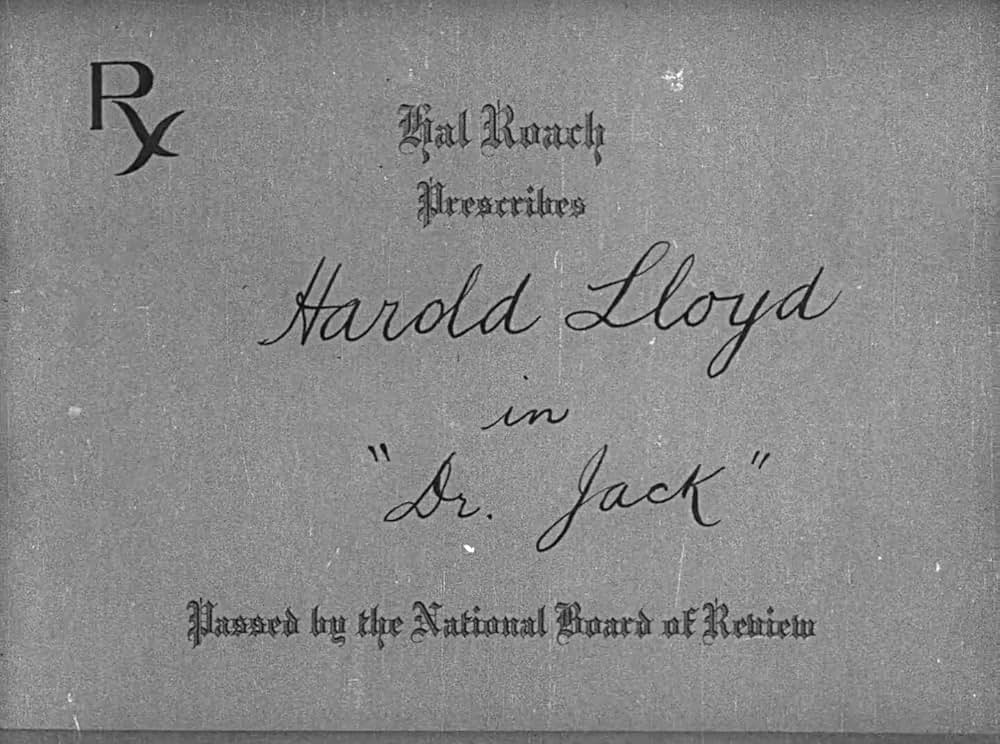 Rx
Hal Roach
Prescribes
Harold Lloyd
in
"Dr. Jack"
Passed by the National Board of Review